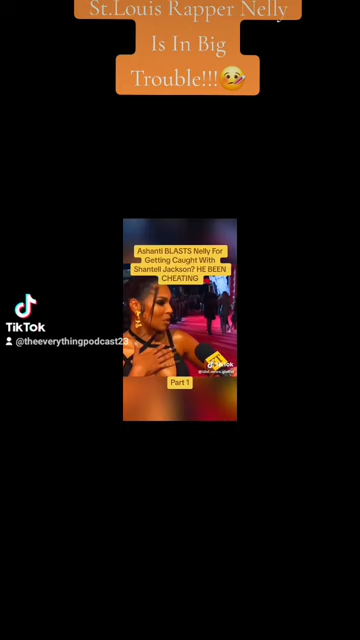 St.Louis Rapper Nelly
Is In Big
Trouble!!!🤒
Ashanti BLASTS Nelly For
Getting Caught With
Shantell Jackson? HE BEEN
CHEATING
TikTok
@theeverythingpodcast23
TikTok
Part 1